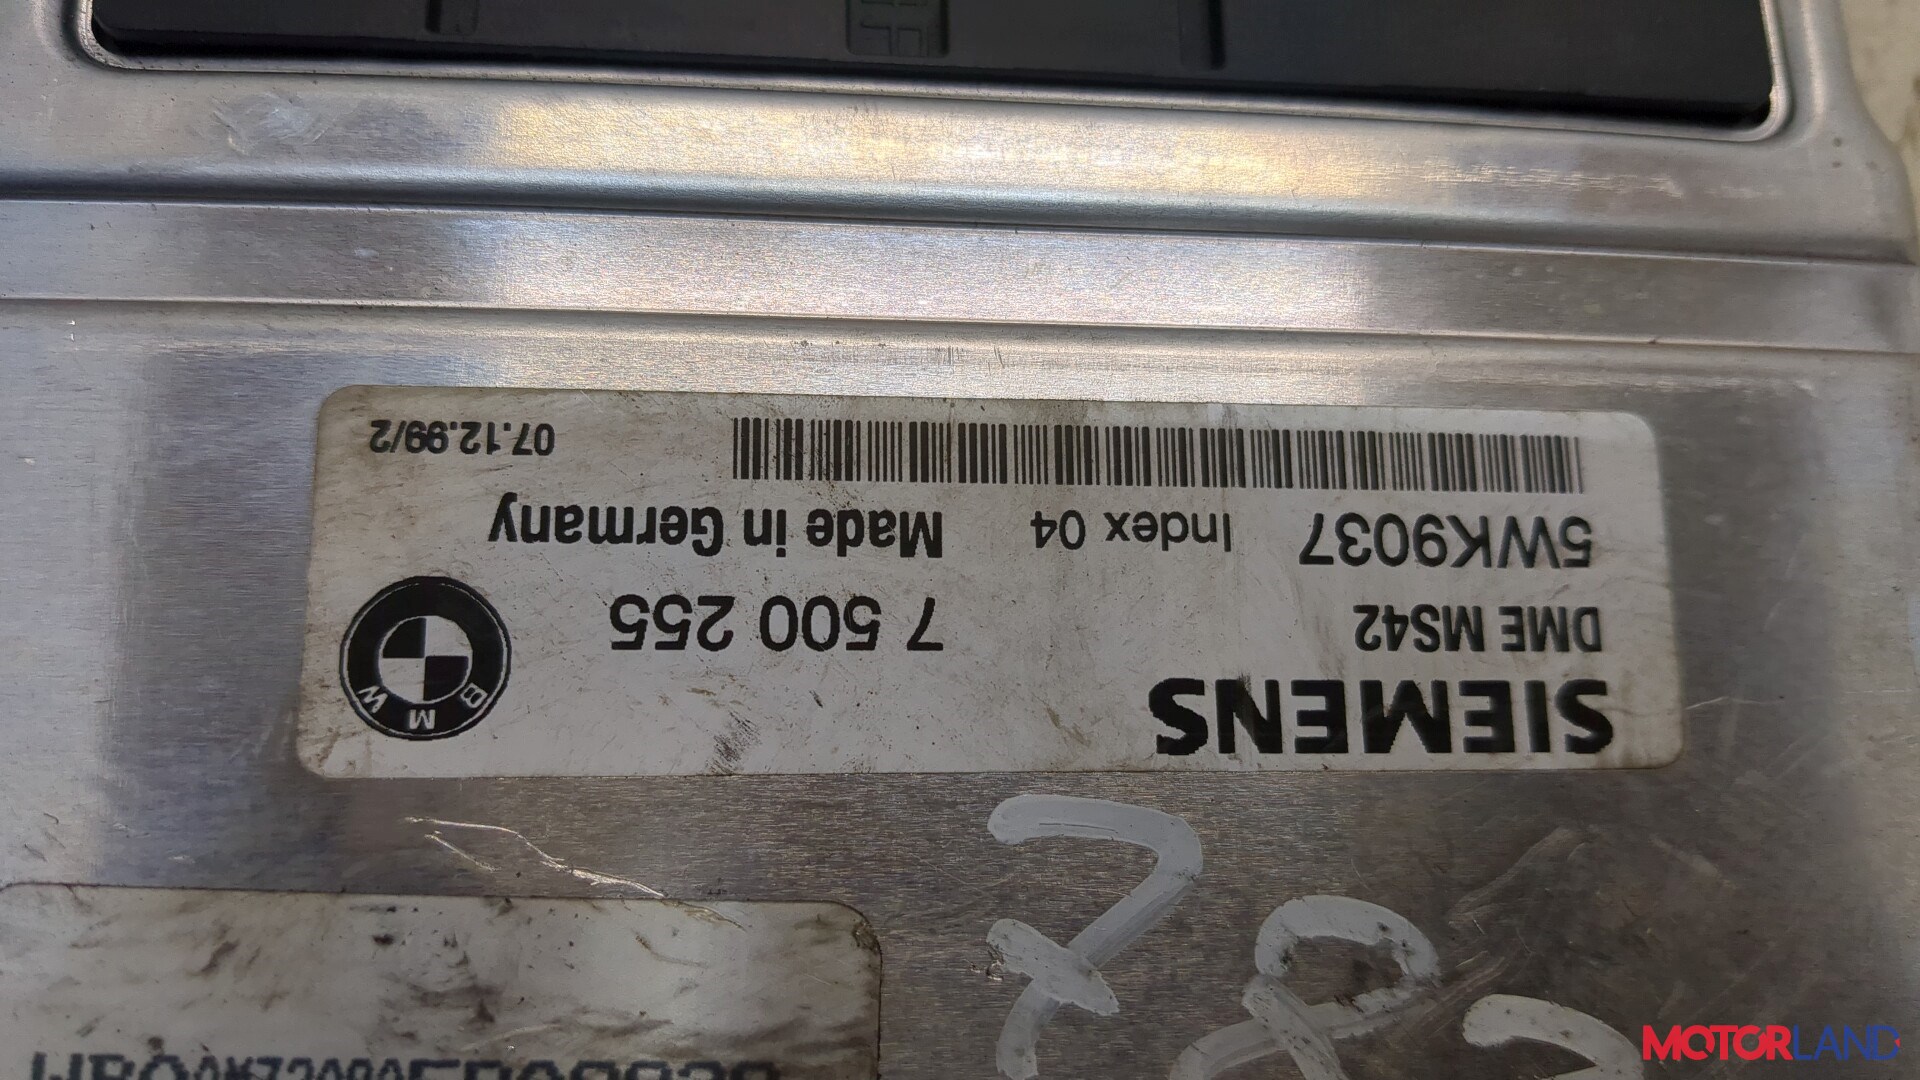 SIEMENS
DME MS42
7 500 255
5WK9037 Index 04 Made in Germany
07.12.99/2
BMW
MOTORLAND